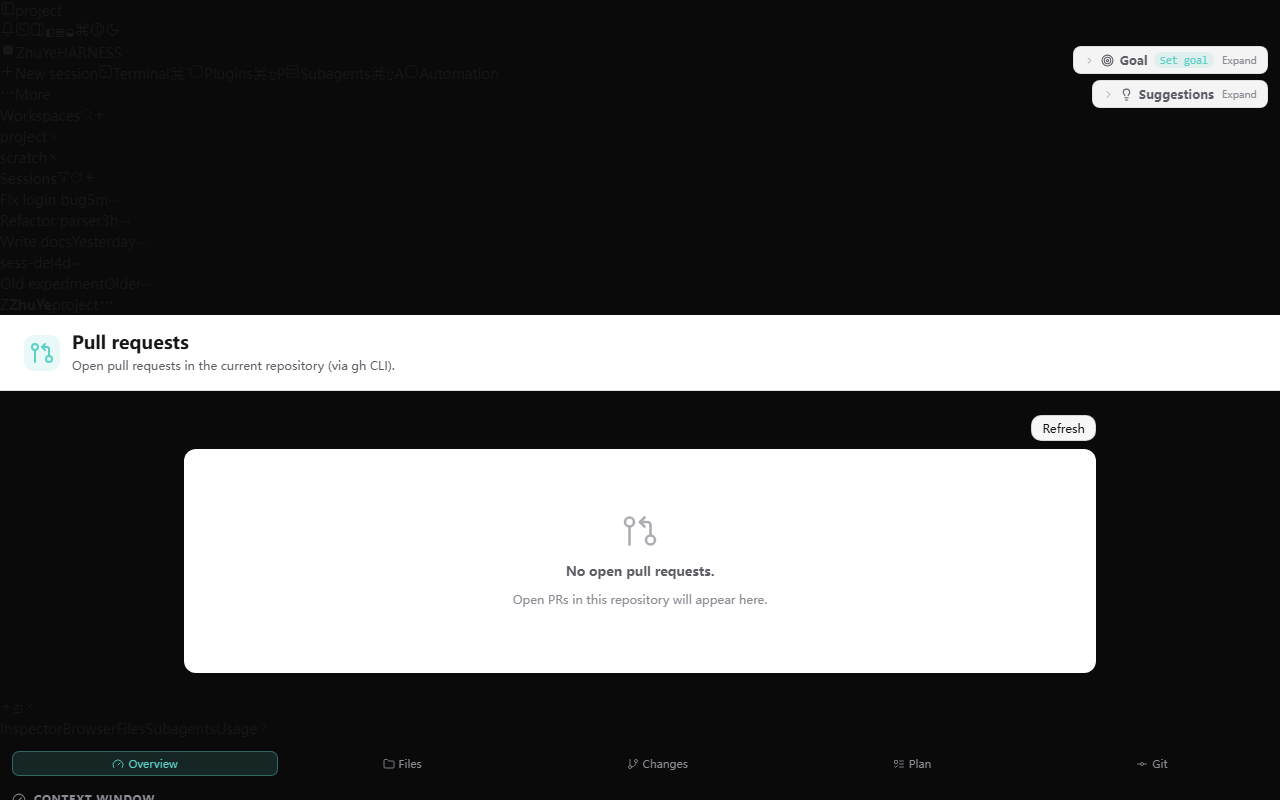 project
ZhuYeHARNESS
New session Terminal Plugins Subagents Automation
More
Workspaces
project
scratch
Sessions
Fix login bug5m
Refactor parser3h
Write docsYesterday
sess-del4d
Old experimentOlder
ZZhuYeproject
Goal Set goal Expand
Suggestions Expand
Pull requests
Open pull requests in the current repository (via gh CLI).
Refresh
No open pull requests.
Open PRs in this repository will appear here.
InspectorBrowserFilesSubagentsUsage
Overview Files Changes Plan Git
CONTEXT WINDOW